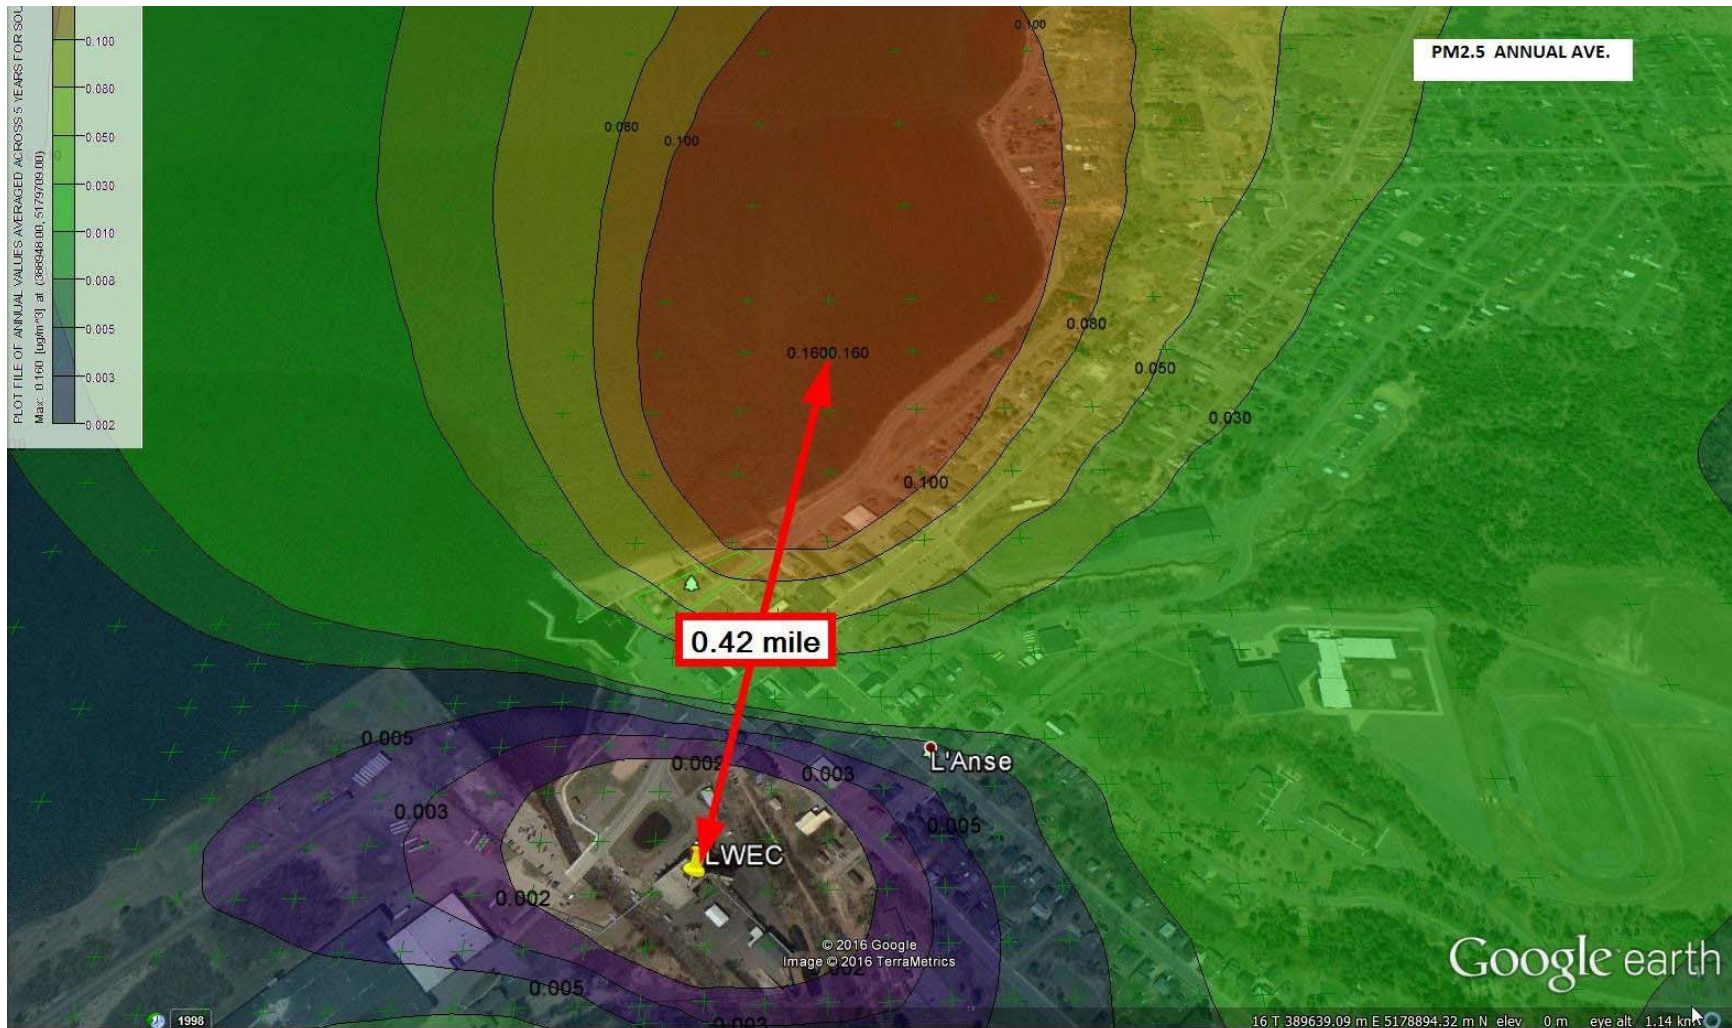 PLOT FILE OF ANNUAL VALUES AVERAGED ACROSS 5 YEARS FOR SOU
Max: 0.160 [ug/m^3] at (388948.00, 5179709.00)
0.100
0.080
0.050
0.030
0.010
0.008
0.005
0.003
0.002
PM2.5 ANNUAL AVE.
0.100
0.080
0.100
0.080
0.1600.160
0.050
0.030
0.100
0.42 mile
0.005
0.002
0.003
L'Anse
0.003
0.005
LWEC
0.002
© 2016 Google
Image © 2016 TerraMetrics
0.002
0.005
0.003
Google earth
1998
16 T 389639.09 m E 5178894.32 m N elev 0 m eye alt 1.14 km